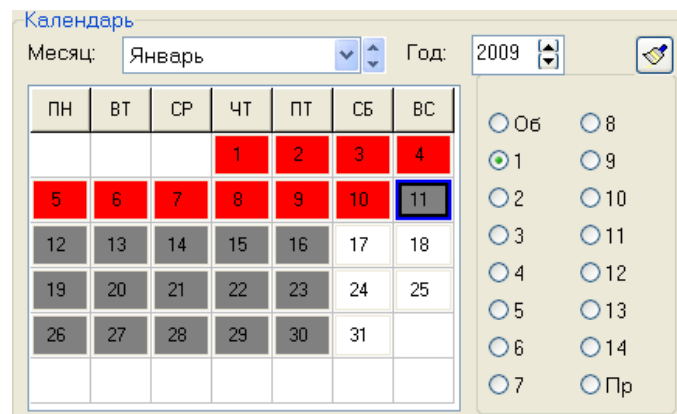 Календарь
Месяц: Январь Год: 2009
ПН ВТ СР ЧТ ПТ СБ ВС
1 2 3 4
5 6 7 8 9 10 11
12 13 14 15 16 17 18
19 20 21 22 23 24 25
26 27 28 29 30 31
Об 8
1 9
2 10
3 11
4 12
5 13
6 14
7 Пр